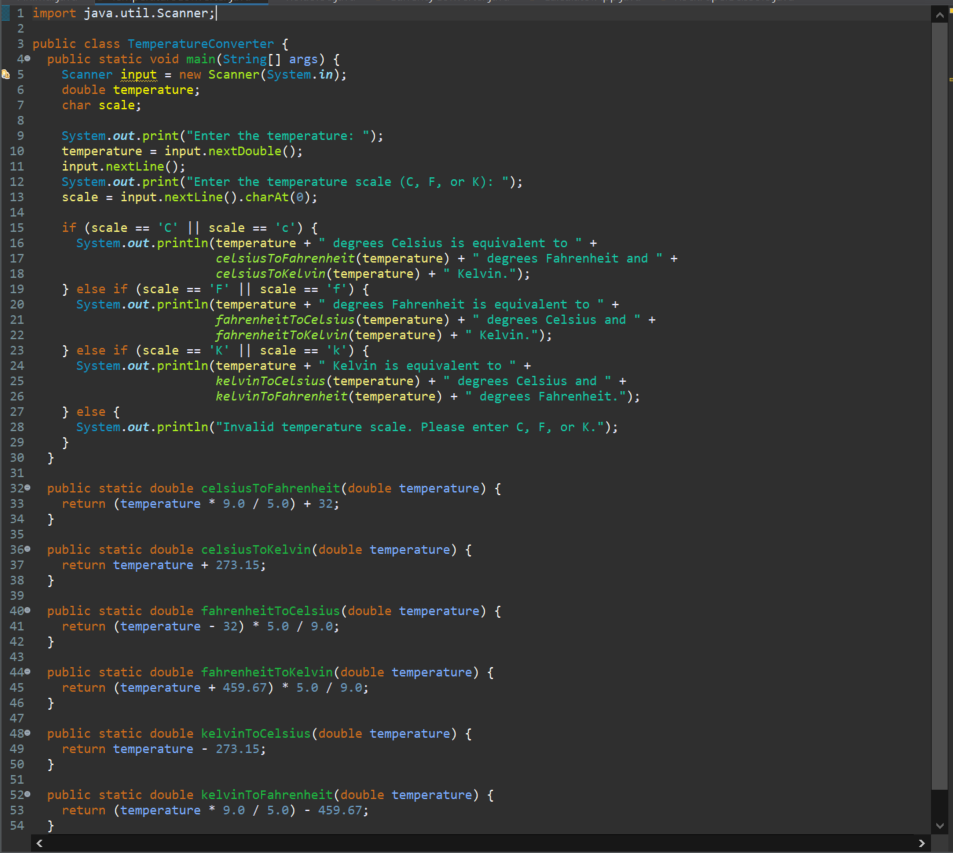 1 import java.util.Scanner;
2
3 public class TemperatureConverter {
4 public static void main(String[] args) {
5 Scanner input = new Scanner(System.in);
6 double temperature;
7 char scale;
8
9 System.out.print("Enter the temperature: ");
10 temperature = input.nextDouble();
11 input.nextLine();
12 System.out.print("Enter the temperature scale (C, F, or K): ");
13 scale = input.nextLine().charAt(0);
14
15 if (scale == 'C' || scale == 'c') {
16 System.out.println(temperature + " degrees Celsius is equivalent to " +
17 celsiusToFahrenheit(temperature) + " degrees Fahrenheit and " +
18 celsiusToKelvin(temperature) + " Kelvin.");
19 } else if (scale == 'F' || scale == 'f') {
20 System.out.println(temperature + " degrees Fahrenheit is equivalent to " +
21 fahrenheitToCelsius(temperature) + " degrees Celsius and " +
22 fahrenheitToKelvin(temperature) + " Kelvin.");
23 } else if (scale == 'K' || scale == 'k') {
24 System.out.println(temperature + " Kelvin is equivalent to " +
25 kelvinToCelsius(temperature) + " degrees Celsius and " +
26 kelvinToFahrenheit(temperature) + " degrees Fahrenheit.");
27 } else {
28 System.out.println("Invalid temperature scale. Please enter C, F, or K.");
29 }
30 }
31
32 public static double celsiusToFahrenheit(double temperature) {
33 return (temperature * 9.0 / 5.0) + 32;
34 }
35
36 public static double celsiusToKelvin(double temperature) {
37 return temperature + 273.15;
38 }
39
40 public static double fahrenheitToCelsius(double temperature) {
41 return (temperature - 32) * 5.0 / 9.0;
42 }
43
44 public static double fahrenheitToKelvin(double temperature) {
45 return (temperature + 459.67) * 5.0 / 9.0;
46 }
47
48 public static double kelvinToCelsius(double temperature) {
49 return temperature - 273.15;
50 }
51
52 public static double kelvinToFahrenheit(double temperature) {
53 return (temperature * 9.0 / 5.0) - 459.67;
54 }